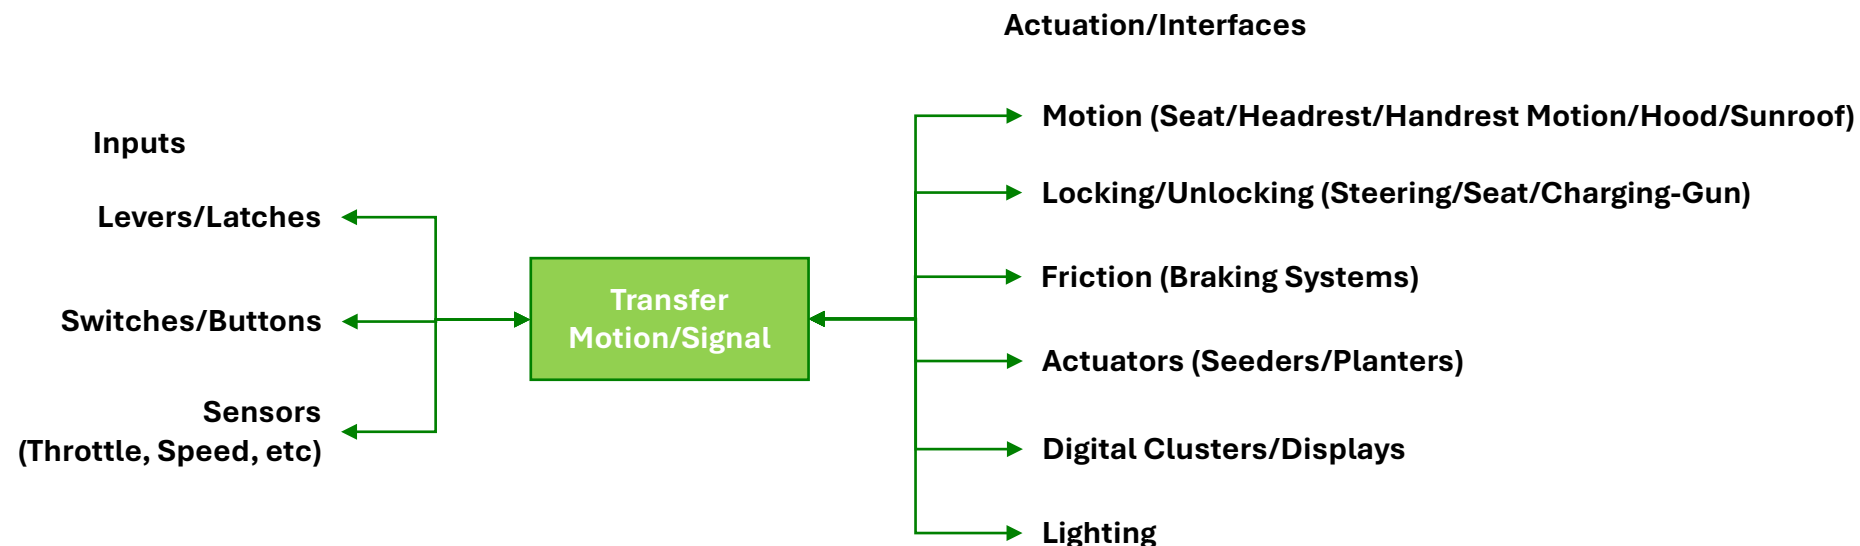 Actuation/Interfaces
Inputs
Levers/Latches
Switches/Buttons
Sensors
(Throttle, Speed, etc)
Transfer
Motion/Signal
Motion (Seat/Headrest/Handrest Motion/Hood/Sunroof)
Locking/Unlocking (Steering/Seat/Charging-Gun)
Friction (Braking Systems)
Actuators (Seeders/Planters)
Digital Clusters/Displays
Lighting